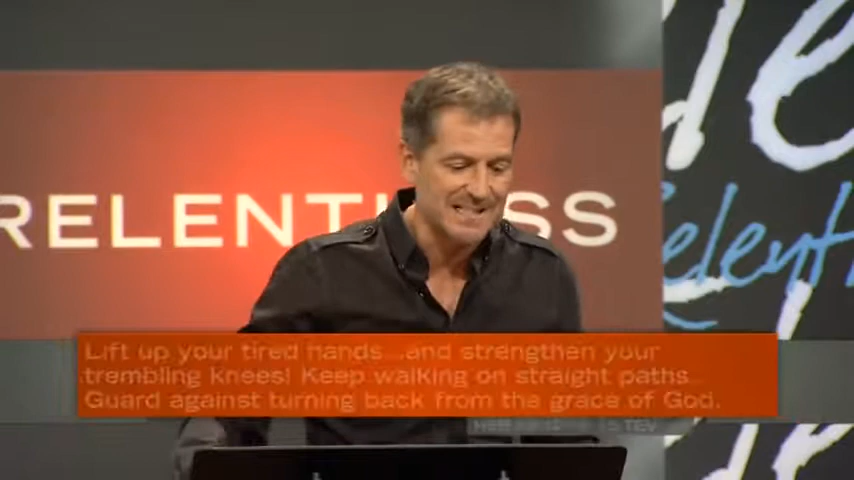 RELENTLESS
Relentl
Lift up your tired hands...and strengthen your
trembling knees! Keep walking on straight paths...
Guard against turning back from the grace of God.
TEV